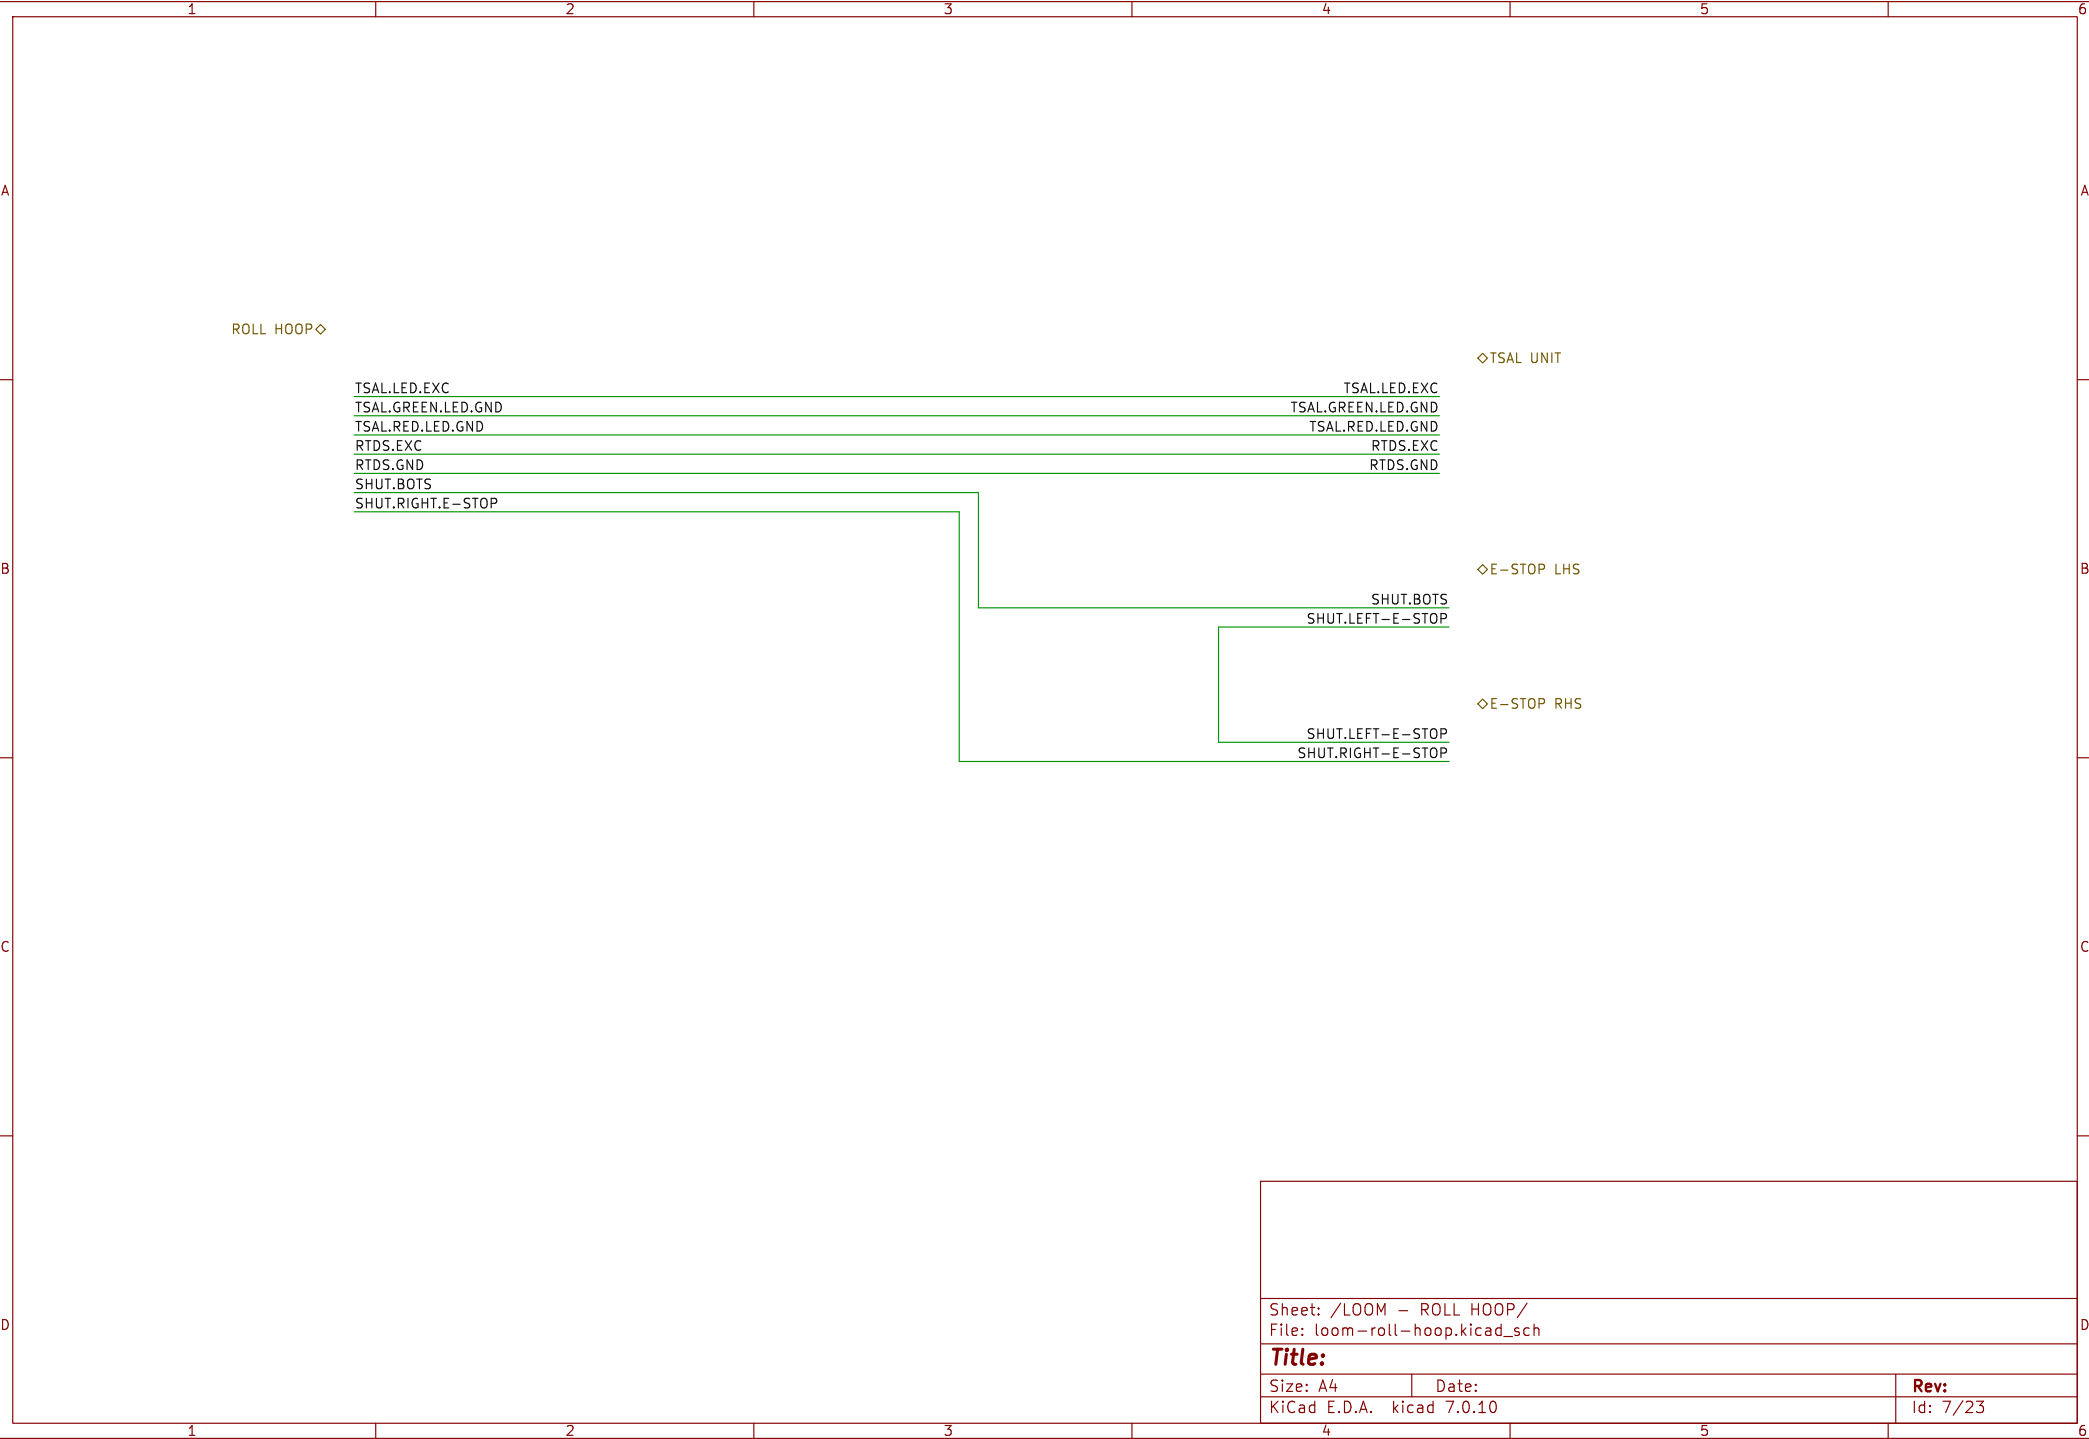 1 2 3 4 5 6
A A
ROLL HOOP
TSAL UNIT
TSAL.LED.EXC TSAL.LED.EXC
TSAL.GREEN.LED.GND TSAL.GREEN.LED.GND
TSAL.RED.LED.GND TSAL.RED.LED.GND
RTDS.EXC RTDS.EXC
RTDS.GND RTDS.GND
SHUT.BOTS
SHUT.RIGHT.E-STOP
B B
E-STOP LHS
SHUT.BOTS
SHUT.LEFT-E-STOP
E-STOP RHS
SHUT.LEFT-E-STOP
SHUT.RIGHT-E-STOP
C C
Sheet: /LOOM - ROLL HOOP/
D D
File: loom-roll-hoop.kicad_sch
Title:
Size: A4 Date: Rev:
KiCad E.D.A. kicad 7.0.10 Id: 7/23
1 2 3 4 5 6